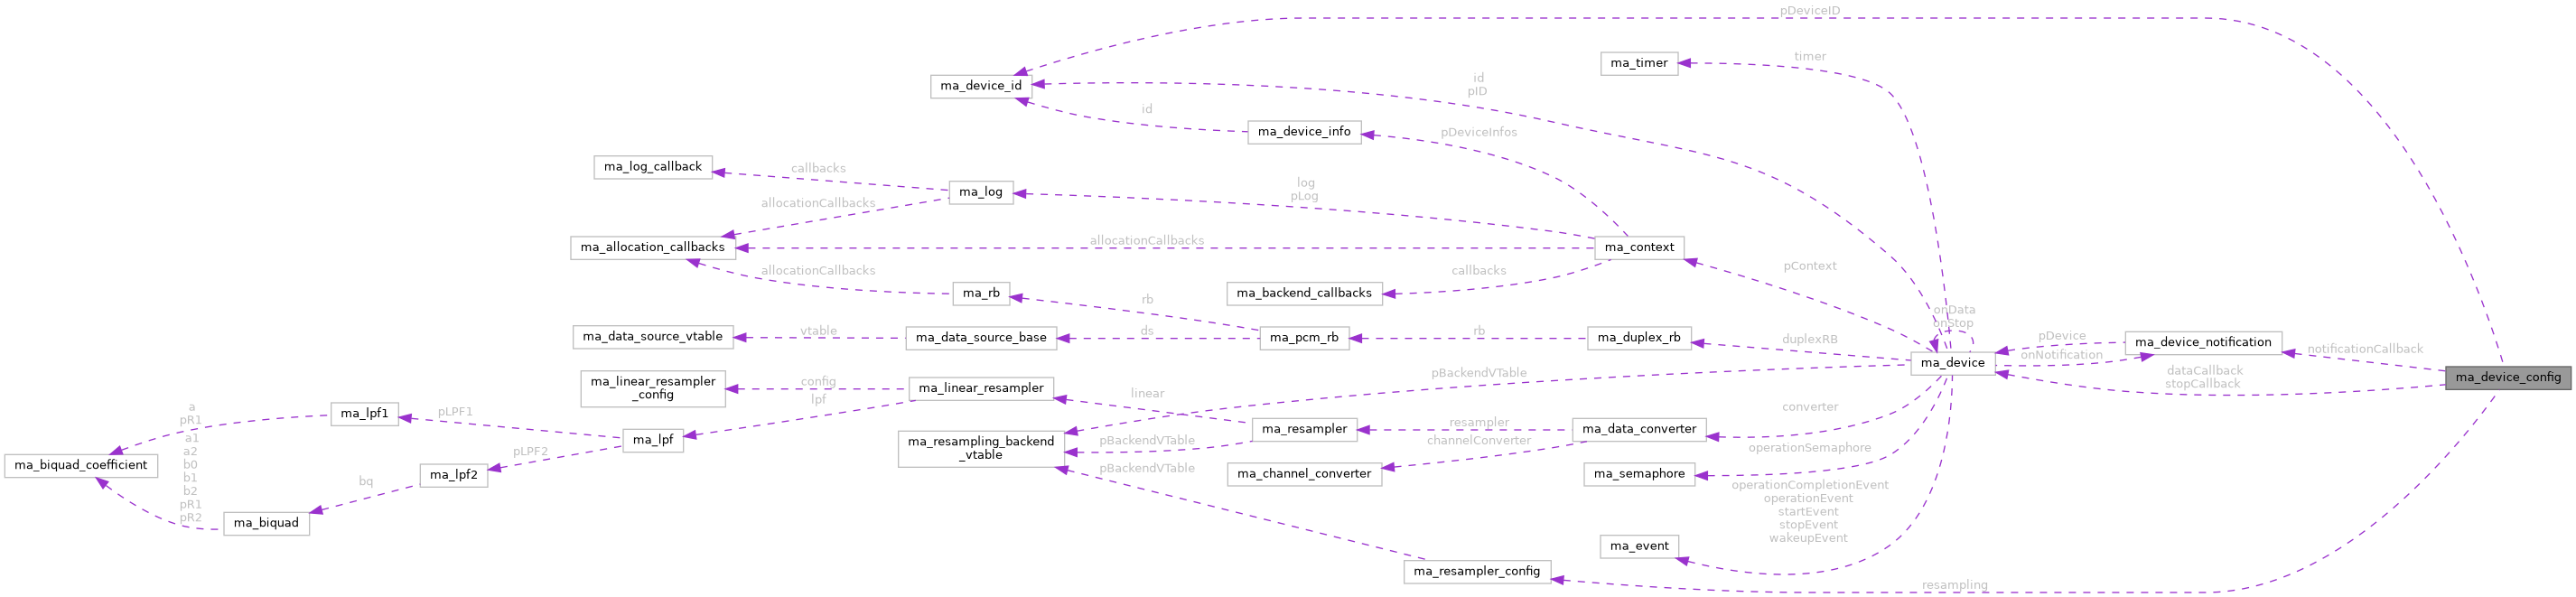 pDeviceID
ma_timer
timer
ma_device_id
id
pID
id
ma_device_info
pDeviceInfos
ma_log_callback
callbacks
ma_log
log
pLog
allocationCallbacks
ma_allocation_callbacks
allocationCallbacks
ma_context
allocationCallbacks
callbacks
pContext
ma_rb
rb
ma_backend_callbacks
onData
onStop
ma_data_source_vtable
vtable
ma_data_source_base
ds
ma_pcm_rb
rb
ma_duplex_rb
duplexRB
ma_device
pDevice
onNotification
ma_device_notification
notificationCallback
dataCallback
stopCallback
ma_device_config
ma_linear_resampler
_config
config
lpf
ma_linear_resampler
linear
pBackendVTable
ma_lpf1
a
pR1
pLPF1
ma_lpf
ma_resampling_backend
_vtable
pBackendVTable
pBackendVTable
ma_resampler
resampler
channelConverter
ma_data_converter
converter
ma_biquad_coefficient
a1
a2
b0
b1
b2
pR1
pR2
pLPF2
ma_lpf2
bq
ma_biquad
ma_channel_converter
ma_semaphore
operationSemaphore
operationCompletionEvent
operationEvent
startEvent
stopEvent
wakeupEvent
ma_event
ma_resampler_config
resampling